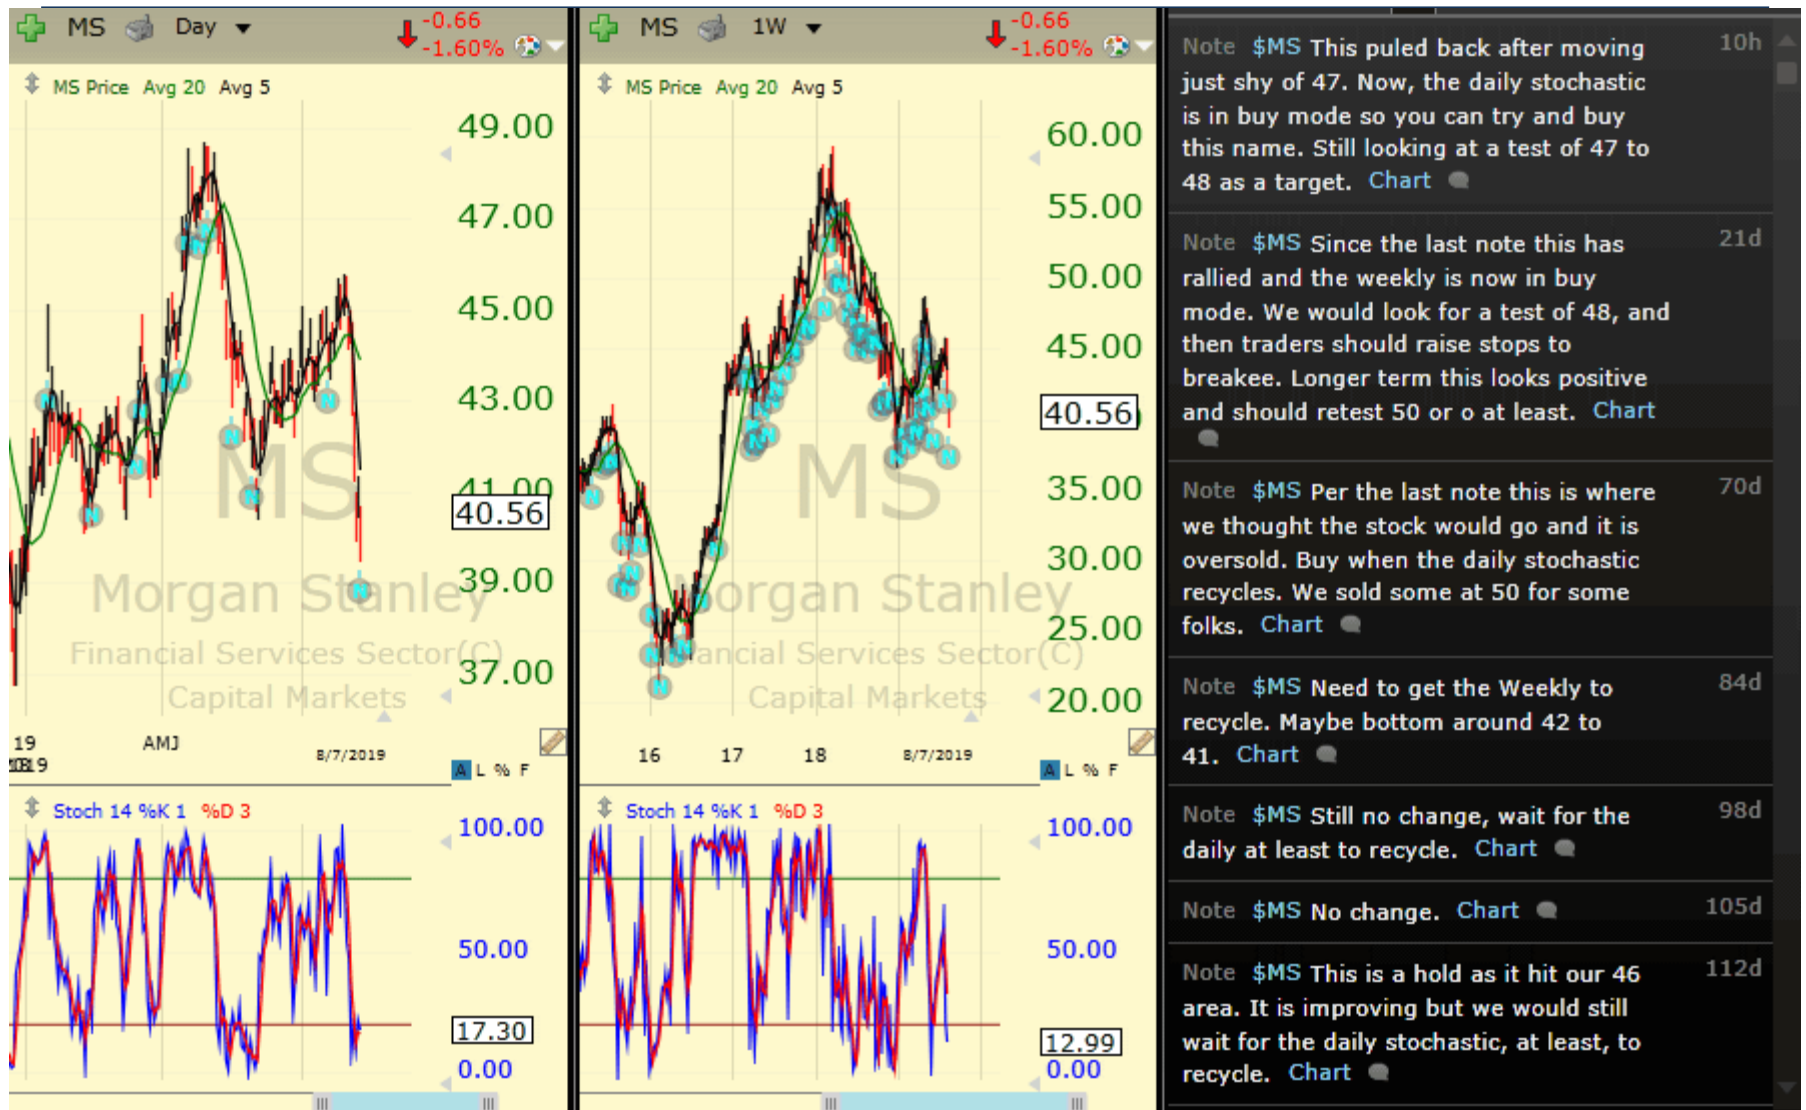 MS Day
-0.66
-1.60%
MS Price Avg 20 Avg 5
49.00
47.00
45.00
43.00
41.00
40.56
39.00
37.00
MS
Morgan Stanley
Financial Services Sector(C)
Capital Markets
19
AMJ
8/7/2019
A L % F
Stoch 14 %K 1 %D 3
100.00
50.00
17.30
0.00
MS 1W
-0.66
-1.60%
MS Price Avg 20 Avg 5
60.00
55.00
50.00
45.00
40.56
35.00
30.00
25.00
20.00
MS
Morgan Stanley
Financial Services Sector(C)
Capital Markets
16 17 18 8/7/2019
A L % F
Stoch 14 %K 1 %D 3
100.00
50.00
12.99
0.00
Note $MS This puled back after moving 10h
just shy of 47. Now, the daily stochastic
is in buy mode so you can try and buy
this name. Still looking at a test of 47 to
48 as a target. Chart
Note $MS Since the last note this has 21d
rallied and the weekly is now in buy
mode. We would look for a test of 48, and
then traders should raise stops to
breakee. Longer term this looks positive
and should retest 50 or o at least. Chart
Note $MS Per the last note this is where 70d
we thought the stock would go and it is
oversold. Buy when the daily stochastic
recycles. We sold some at 50 for some
folks. Chart
Note $MS Need to get the Weekly to 84d
recycle. Maybe bottom around 42 to
41. Chart
Note $MS Still no change, wait for the 98d
daily at least to recycle. Chart
Note $MS No change. Chart 105d
Note $MS This is a hold as it hit our 46 112d
area. It is improving but we would still
wait for the daily stochastic, at least, to
recycle. Chart